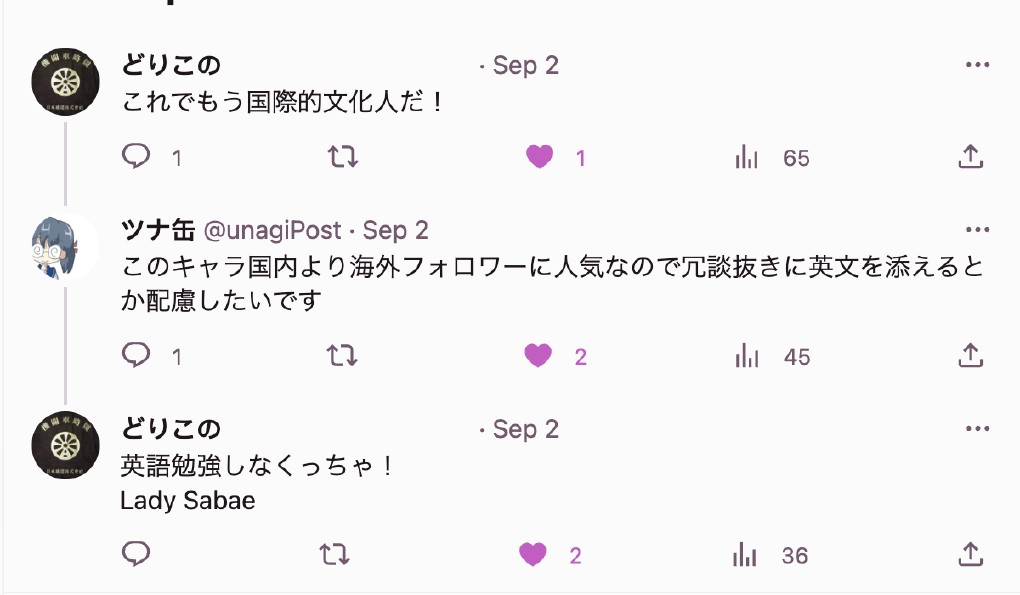 どりこの · Sep 2
これでもう国際的文化人だ！
1 1 65
ツナ缶 @unagiPost · Sep 2
このキャラ国内より海外フォロワーに人気なので冗談抜きに英文を添えると
か配慮したいです
1 2 45
どりこの · Sep 2
英語勉強しなくっちゃ！
Lady Sabae
2 36